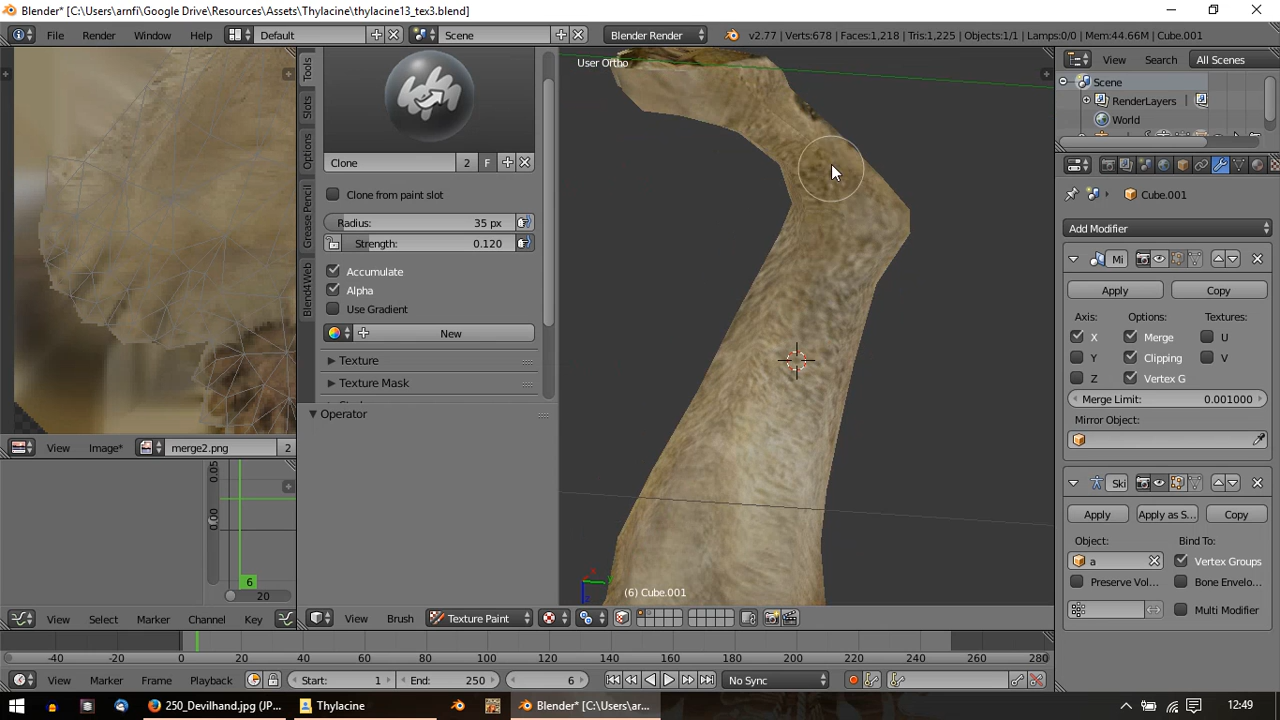 Blender* [C:\Users\arnfi\Google Drive\Resources\Assets\Thylacine\thylacine13_tex3.blend]
File Render Window Help Default Scene Blender Render v2.77 | Verts:678 | Faces:1,218 | Tris:1,225 | Objects:1/1 | Lamps:0/0 | Mem:44.66M | Cube.001
Tools
Slots
Options
Grease Pencil
Blend4Web
Clone 2 F
Clone from paint slot
Radius: 35 px
Strength: 0.120
Accumulate
Alpha
Use Gradient
New
Texture
Texture Mask
Operator
User Ortho
(6) Cube.001
View Search All Scenes
Scene
RenderLayers
World
Cube.001
Add Modifier
Mi
Apply Copy
Axis: Options: Textures:
X Merge U
Y Clipping V
Z Vertex G
Merge Limit: 0.001000
Mirror Object:
Ski
Apply Apply as S... Copy
Object: Bind To:
a Vertex Groups
Preserve Vol... Bone Envelo...
Multi Modifier
View Image* merge2.png 2
0.05
0.00
6
20
View Select Marker Channel Key
View Brush Texture Paint
-40 -20 0 20 40 60 80 100 120 140 160 180 200 220 240 260 280
View Marker Frame Playback Start: 1 End: 250 6 No Sync
250_Devilhand.jpg (JP... Thylacine Blender* [C:\Users\ar... 12:49